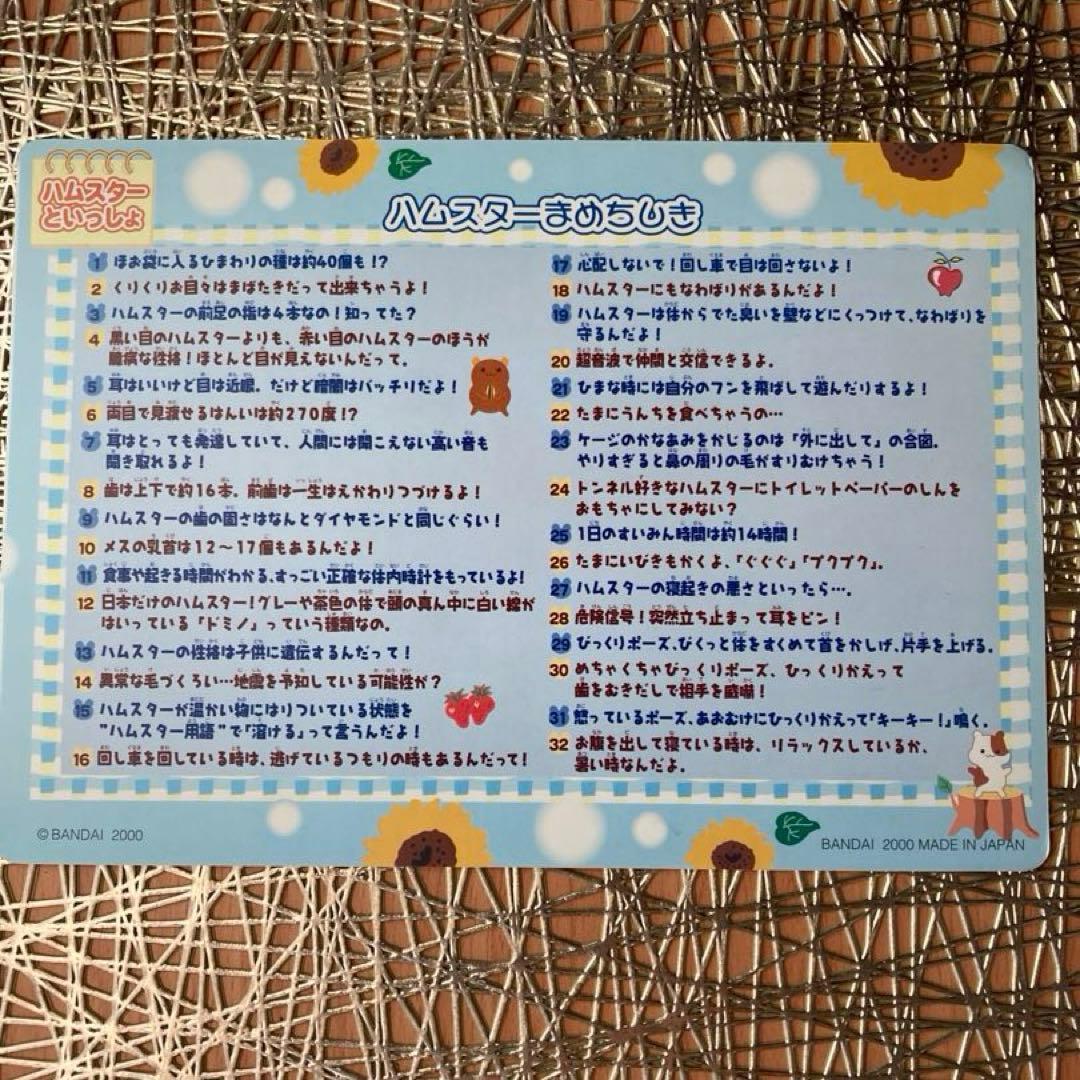 ハムスター
といっしょ
ハムスターまめちしき
1 ほお袋に入るひまわりの種は約40個も!?
2 くりくりお目々はまばたきだって出来ちゃうよ!
3 ハムスターの前足の指は4本なの!知ってた?
4 黒い目のハムスターよりも、赤い目のハムスターのほうが
臆病な性格!ほとんど目が見えないんだって。
5 耳はいいけど目は近眼。だけど暗闇はバッチリだよ!
6 両目で見渡せるはんいは約270度!?
7 耳はとっても発達していて、人間には聞こえない高い音も
聞き取れるよ!
8 歯は上下で約16本。前歯は一生はえかわりつづけるよ!
9 ハムスターの歯の固さはなんとダイヤモンドと同じぐらい!
10 メスの乳首は12〜17個もあるんだよ!
11 食事や起きる時間がわかる、すっごい正確な体内時計をもっているよ!
12 日本だけのハムスター!グレーや茶色の体で頭の真ん中に白い線が
はいっている「ドミノ」っていう種類なの。
13 ハムスターの性格は子供に遺伝するんだって!
14 異常な毛づくろい…地震を予知している可能性が?
15 ハムスターが温かい物にはりついている状態を
"ハムスター用語"で「溶ける」って言うんだよ!
16 回し車を回している時は、逃げているつもりの時もあるんだって!
17 心配しないで!回し車で目は回さないよ!
18 ハムスターにもなわばりがあるんだよ!
19 ハムスターは体からでた臭いを壁などにくっつけて、なわばりを
守るんだよ!
20 超音波で仲間と交信できるよ。
21 ひまな時には自分のフンを飛ばして遊んだりするよ!
22 たまにうんちを食べちゃうの…
23 ケージのかなあみをかじるのは「外に出して」の合図。
やりすぎると鼻の周りの毛がすりむけちゃう!
24 トンネル好きなハムスターにトイレットペーパーのしんを
おもちゃにしてみない?
25 1日のすいみん時間は約14時間!
26 たまにいびきもかくよ、「ぐぐぐ」「ブクブク」。
27 ハムスターの寝起きの悪さといったら…。
28 危険信号!突然立ち止まって耳をピン!
29 びっくりポーズ、びくっと体をすくめて首をかしげ、片手を上げる。
30 めちゃくちゃびっくりポーズ、ひっくりかえって
歯をむきだしで相手を威嚇!
31 怒っているポーズ、あおむけにひっくりかえって「キーキー!」鳴く。
32 お腹を出して寝ている時は、リラックスしているか、
暑い時なんだよ。
©BANDAI 2000
BANDAI 2000 MADE IN JAPAN